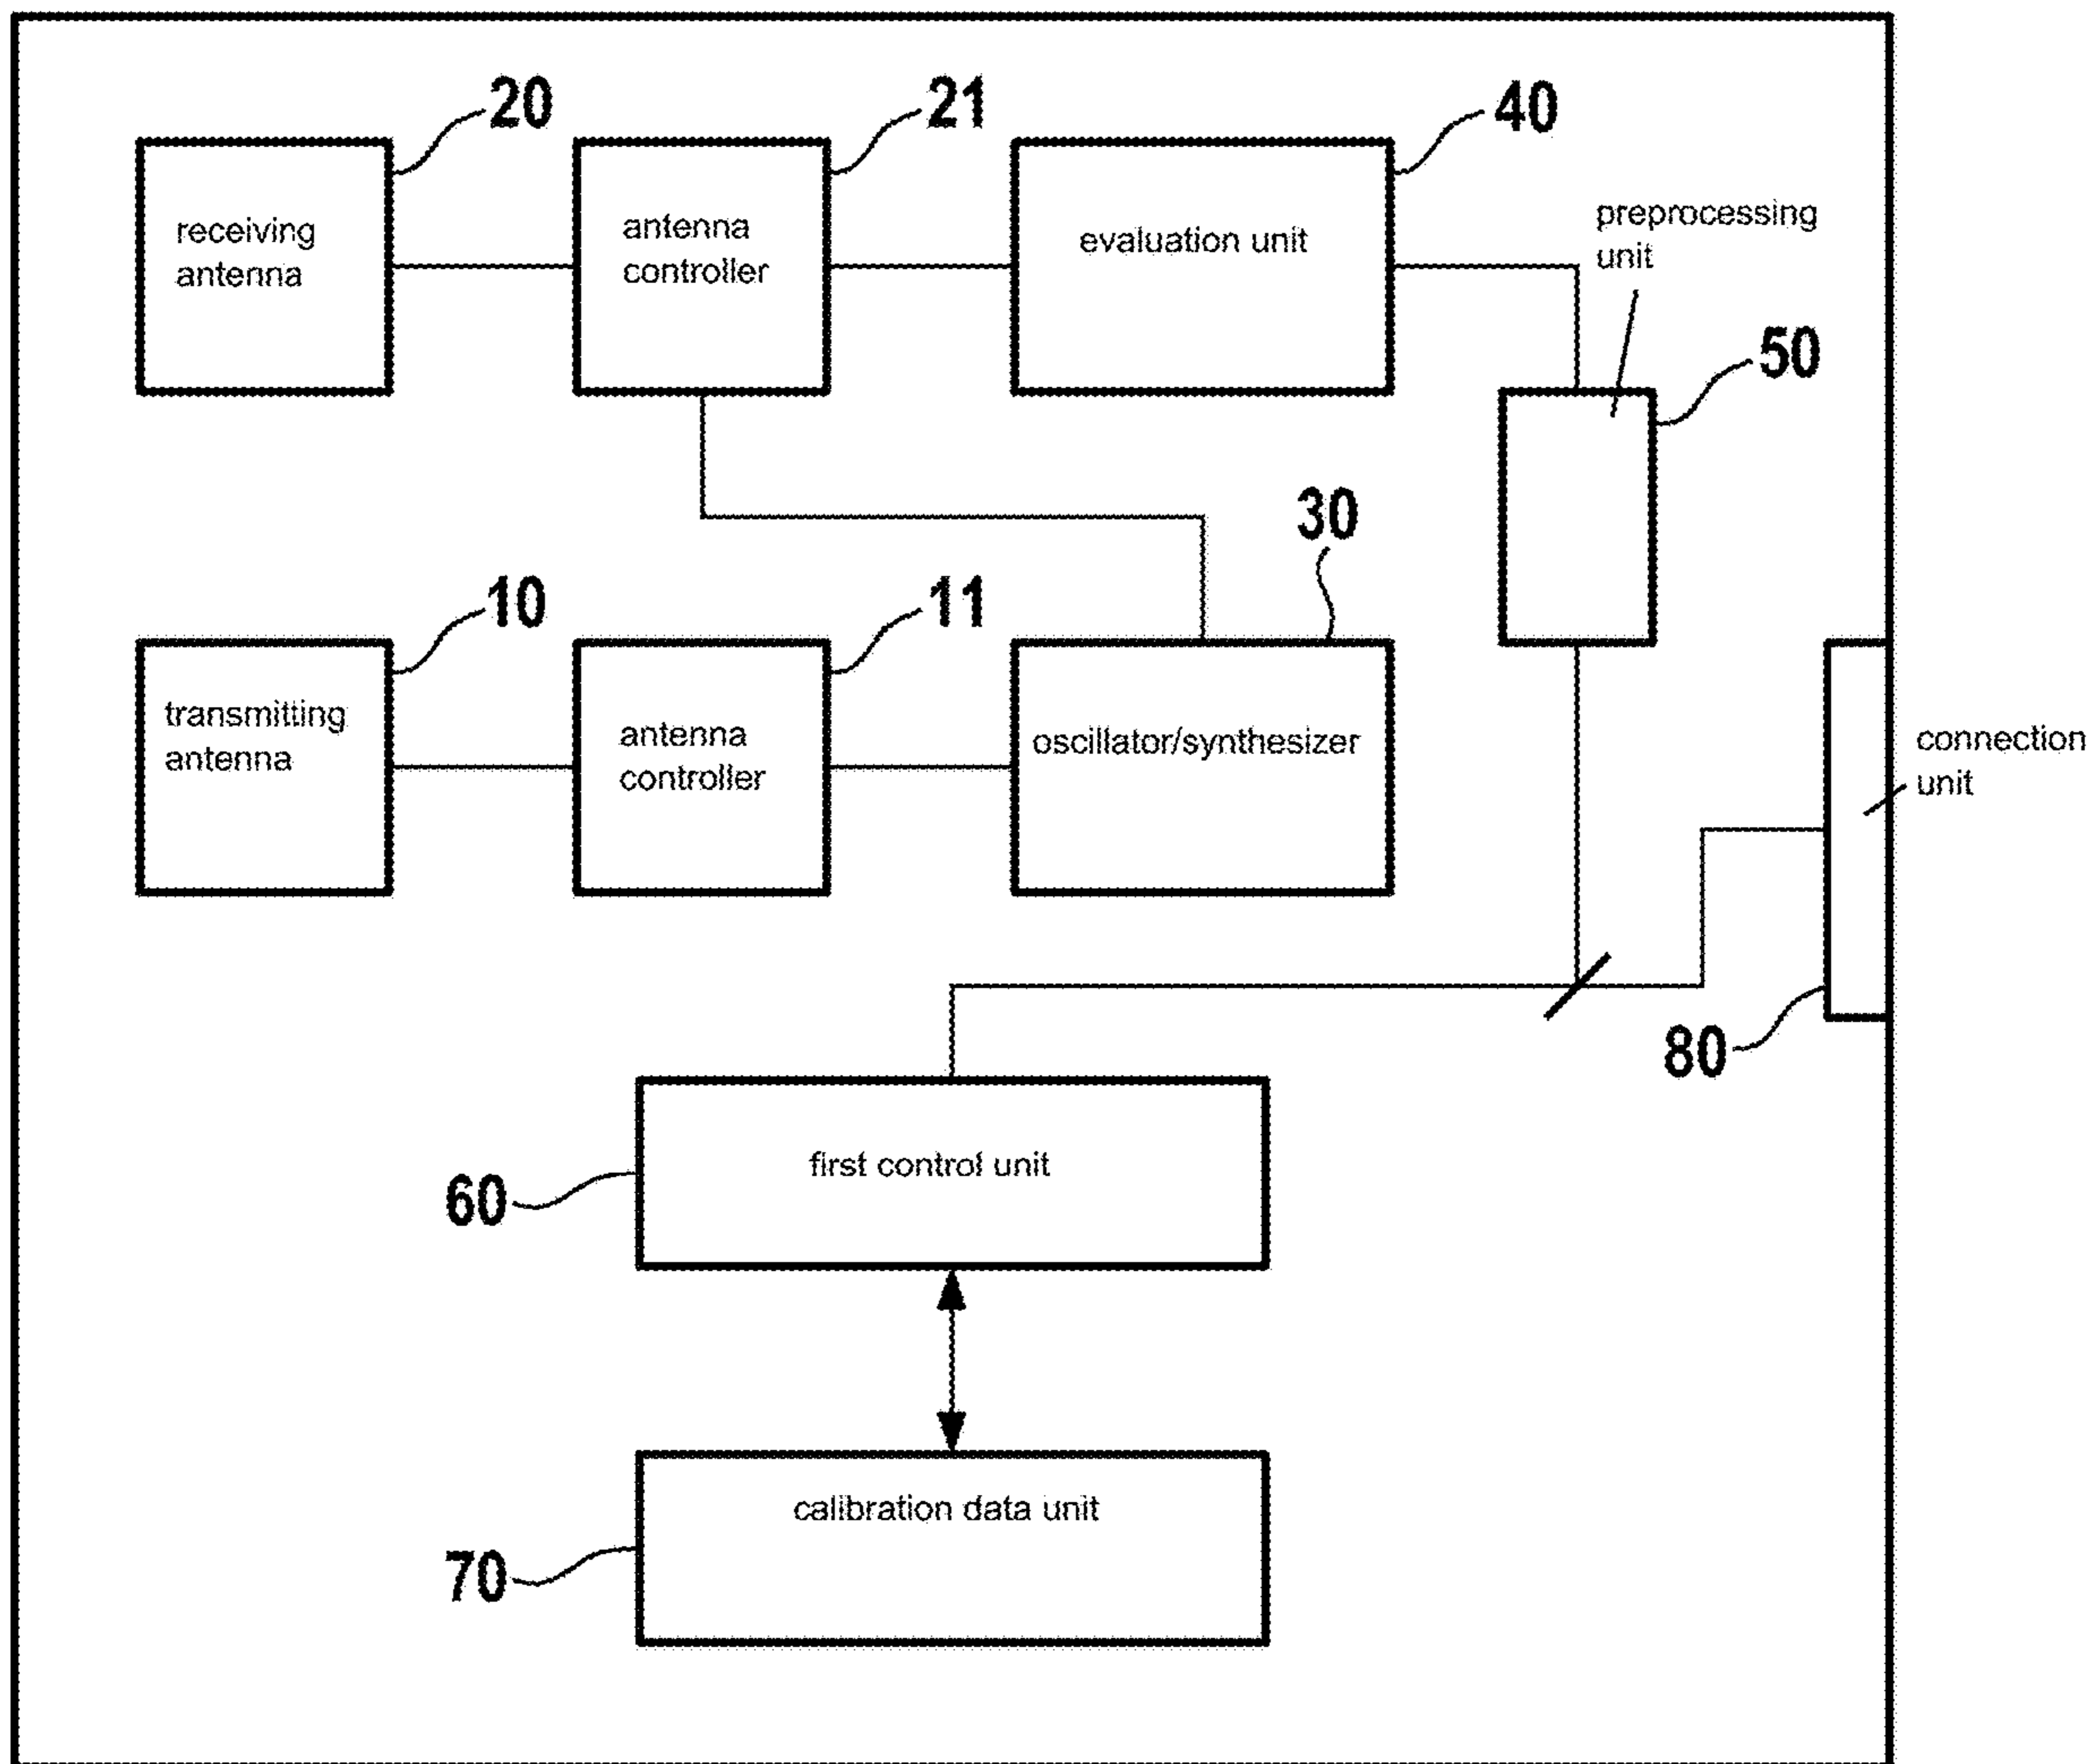 20
21
40
receiving
antenna
antenna
controller
evaluation unit
preprocessing
unit
50
30
10
11
transmitting
antenna
antenna
controller
oscillator/synthesizer
connection
unit
80
first control unit
60
calibration data unit
70